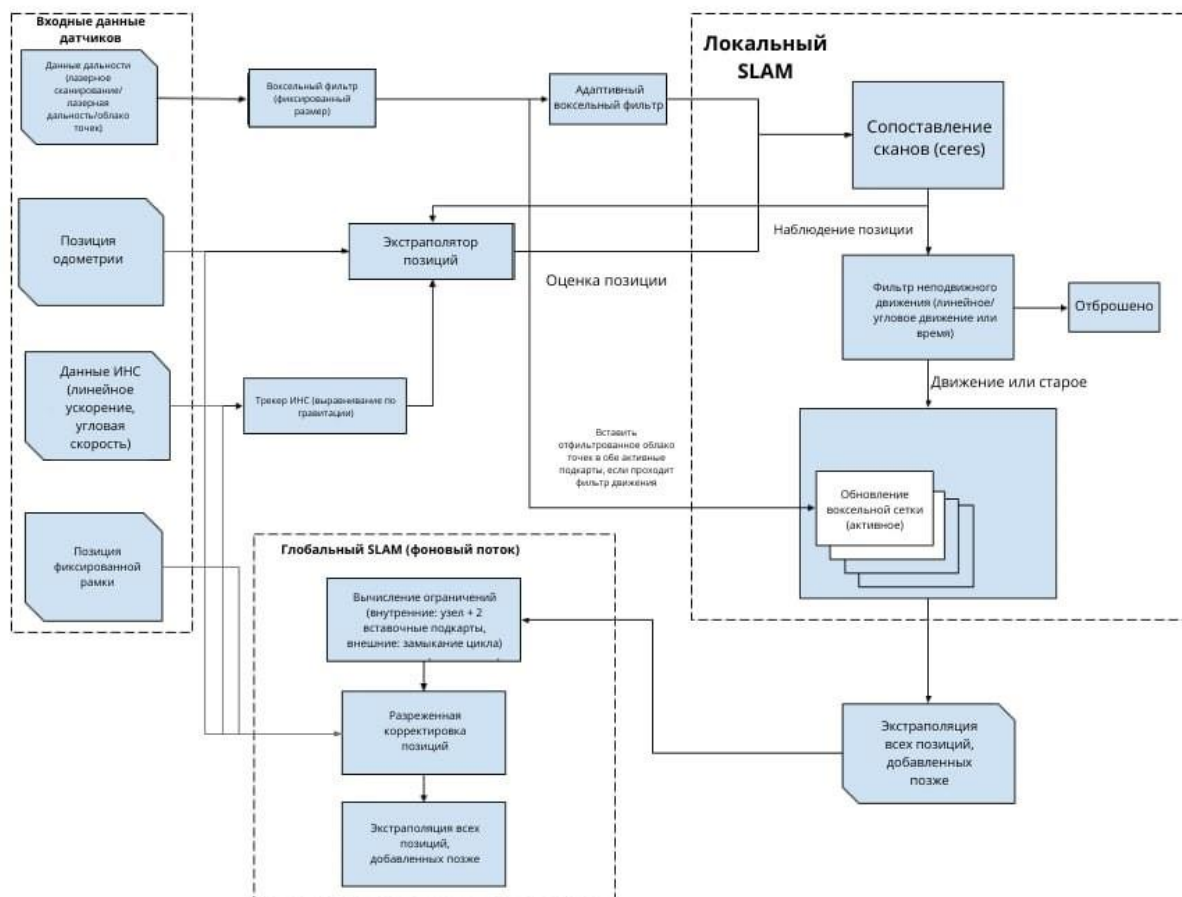 Входные данные
датчиков
Данные дальности
(лазерное
сканирование/
лазерная
дальность/облако
точек)
Воксельный фильтр
(фиксированный
размер)
Адаптивный
воксельный фильтр
Локальный
SLAM
Сопоставление
сканов (ceres)
Позиция
одометрии
Экстраполятор
позиций
Оценка позиции
Наблюдение позиции
Фильтр неподвижного
движения (линейное/
угловое движение или
время)
Отброшено
Данные ИНС
(линейное
ускорение,
угловая
скорость)
Трекер ИНС (выравнивание по
гравитации)
Движение или старое
Вставить
отфильтрованное облако
точек в обе активные
подкарты, если проходит
фильтр движения
Обновление
воксельной сетки
(активное)
Позиция
фиксированной
рамки
Глобальный SLAM (фоновый поток)
Вычисление ограничений
(внутренние: узел + 2
вставочные подкарты,
внешние: замыкание цикла)
Разреженная
корректировка
позиций
Экстраполяция всех
позиций,
добавленных позже
Экстраполяция
всех позиций,
добавленных
позже